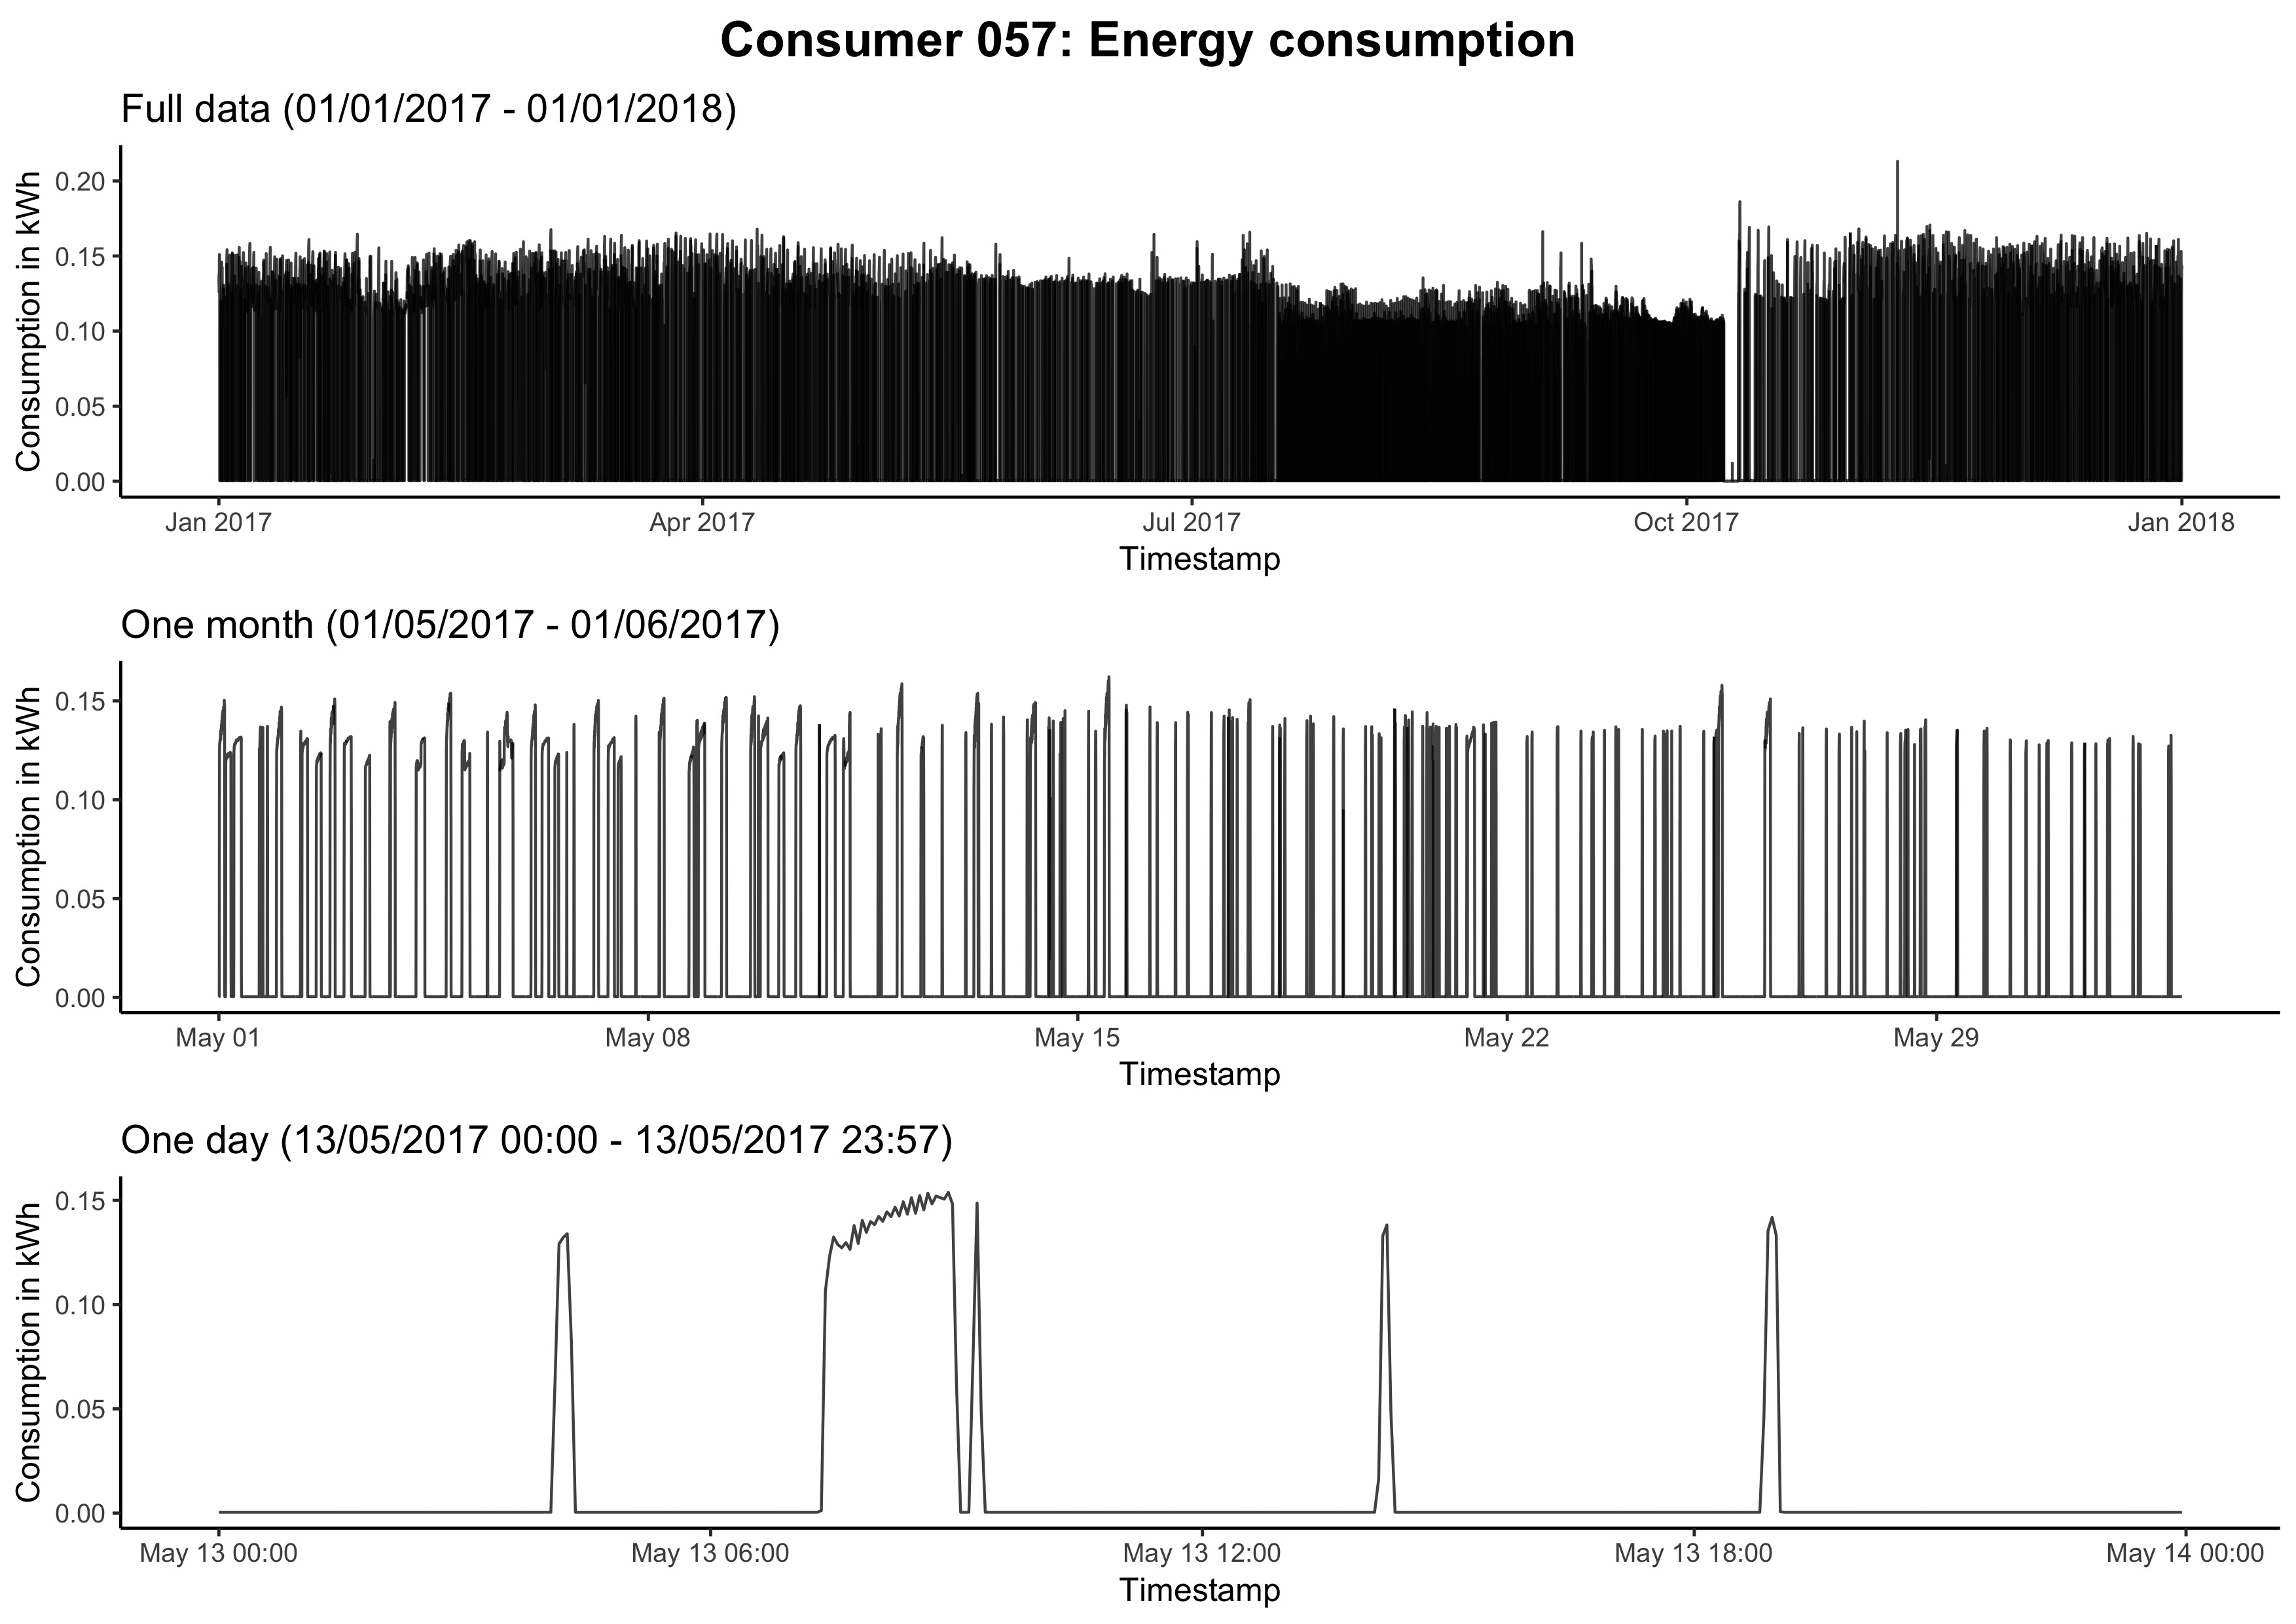 Consumer 057: Energy consumption
Full data (01/01/2017 - 01/01/2018)
Consumption in kWh
0.20
0.15
0.10
0.05
0.00
Jan 2017 Apr 2017 Jul 2017 Oct 2017 Jan 2018
Timestamp
One month (01/05/2017 - 01/06/2017)
Consumption in kWh
0.15
0.10
0.05
0.00
May 01 May 08 May 15 May 22 May 29
Timestamp
One day (13/05/2017 00:00 - 13/05/2017 23:57)
Consumption in kWh
0.15
0.10
0.05
0.00
May 13 00:00 May 13 06:00 May 13 12:00 May 13 18:00 May 14 00:00
Timestamp